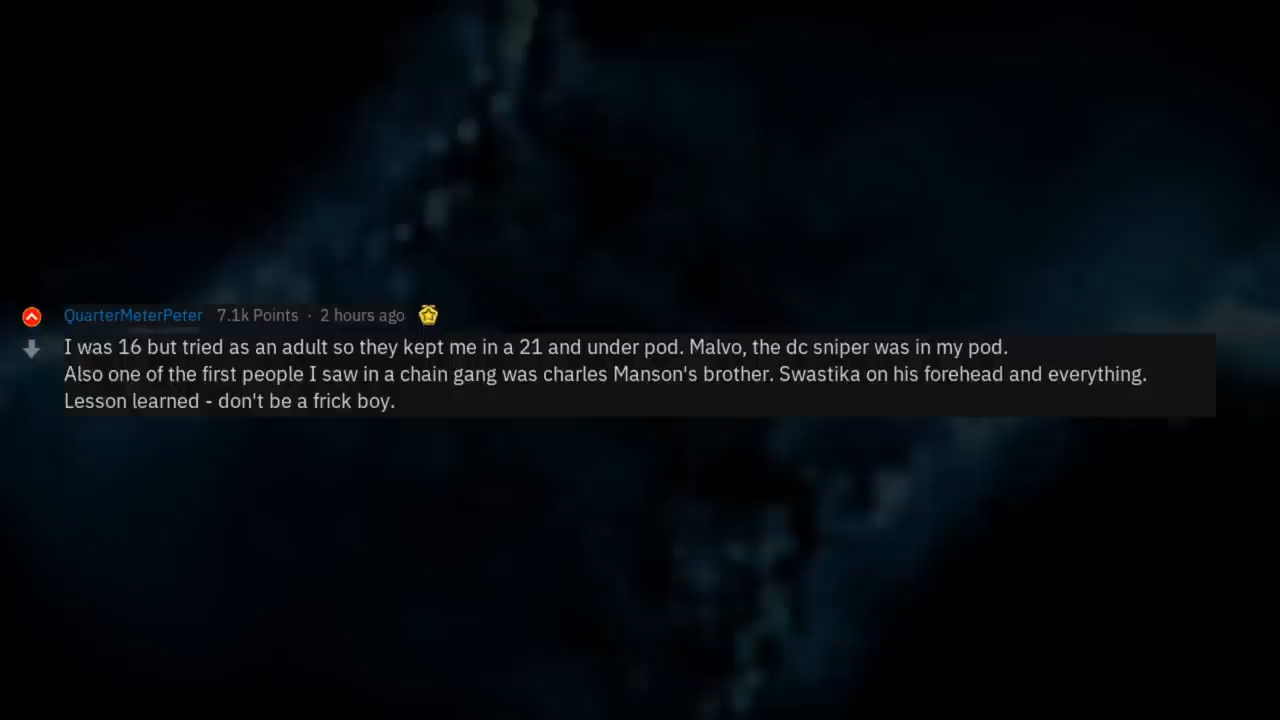 QuarterMeterPeter 7.1k Points · 2 hours ago
I was 16 but tried as an adult so they kept me in a 21 and under pod. Malvo, the dc sniper was in my pod.
Also one of the first people I saw in a chain gang was charles Manson's brother. Swastika on his forehead and everything.
Lesson learned - don't be a frick boy.